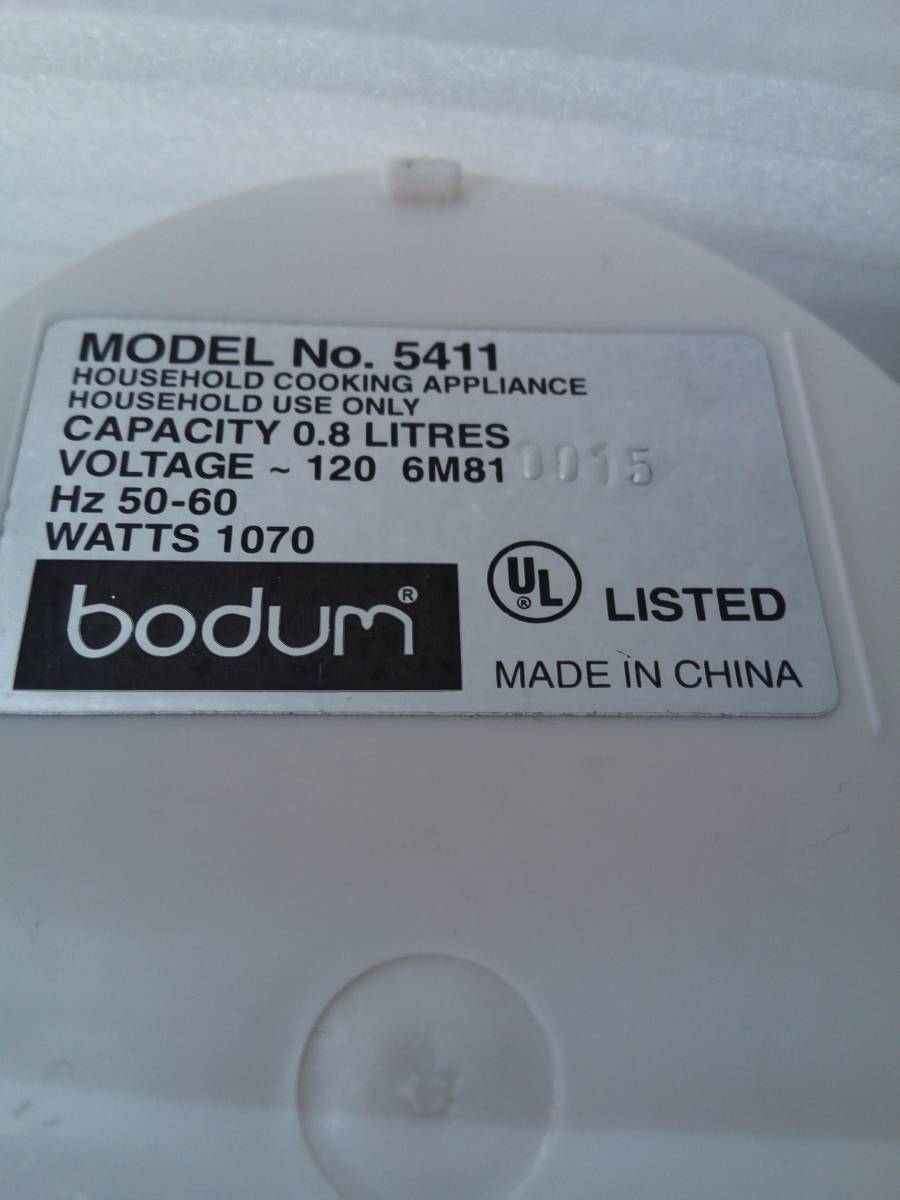 MODEL No. 5411
HOUSEHOLD COOKING APPLIANCE
HOUSEHOLD USE ONLY
CAPACITY 0.8 LITRES
VOLTAGE ~ 120 6M81 0015
Hz 50-60
WATTS 1070
bodum®
UL® LISTED
MADE IN CHINA